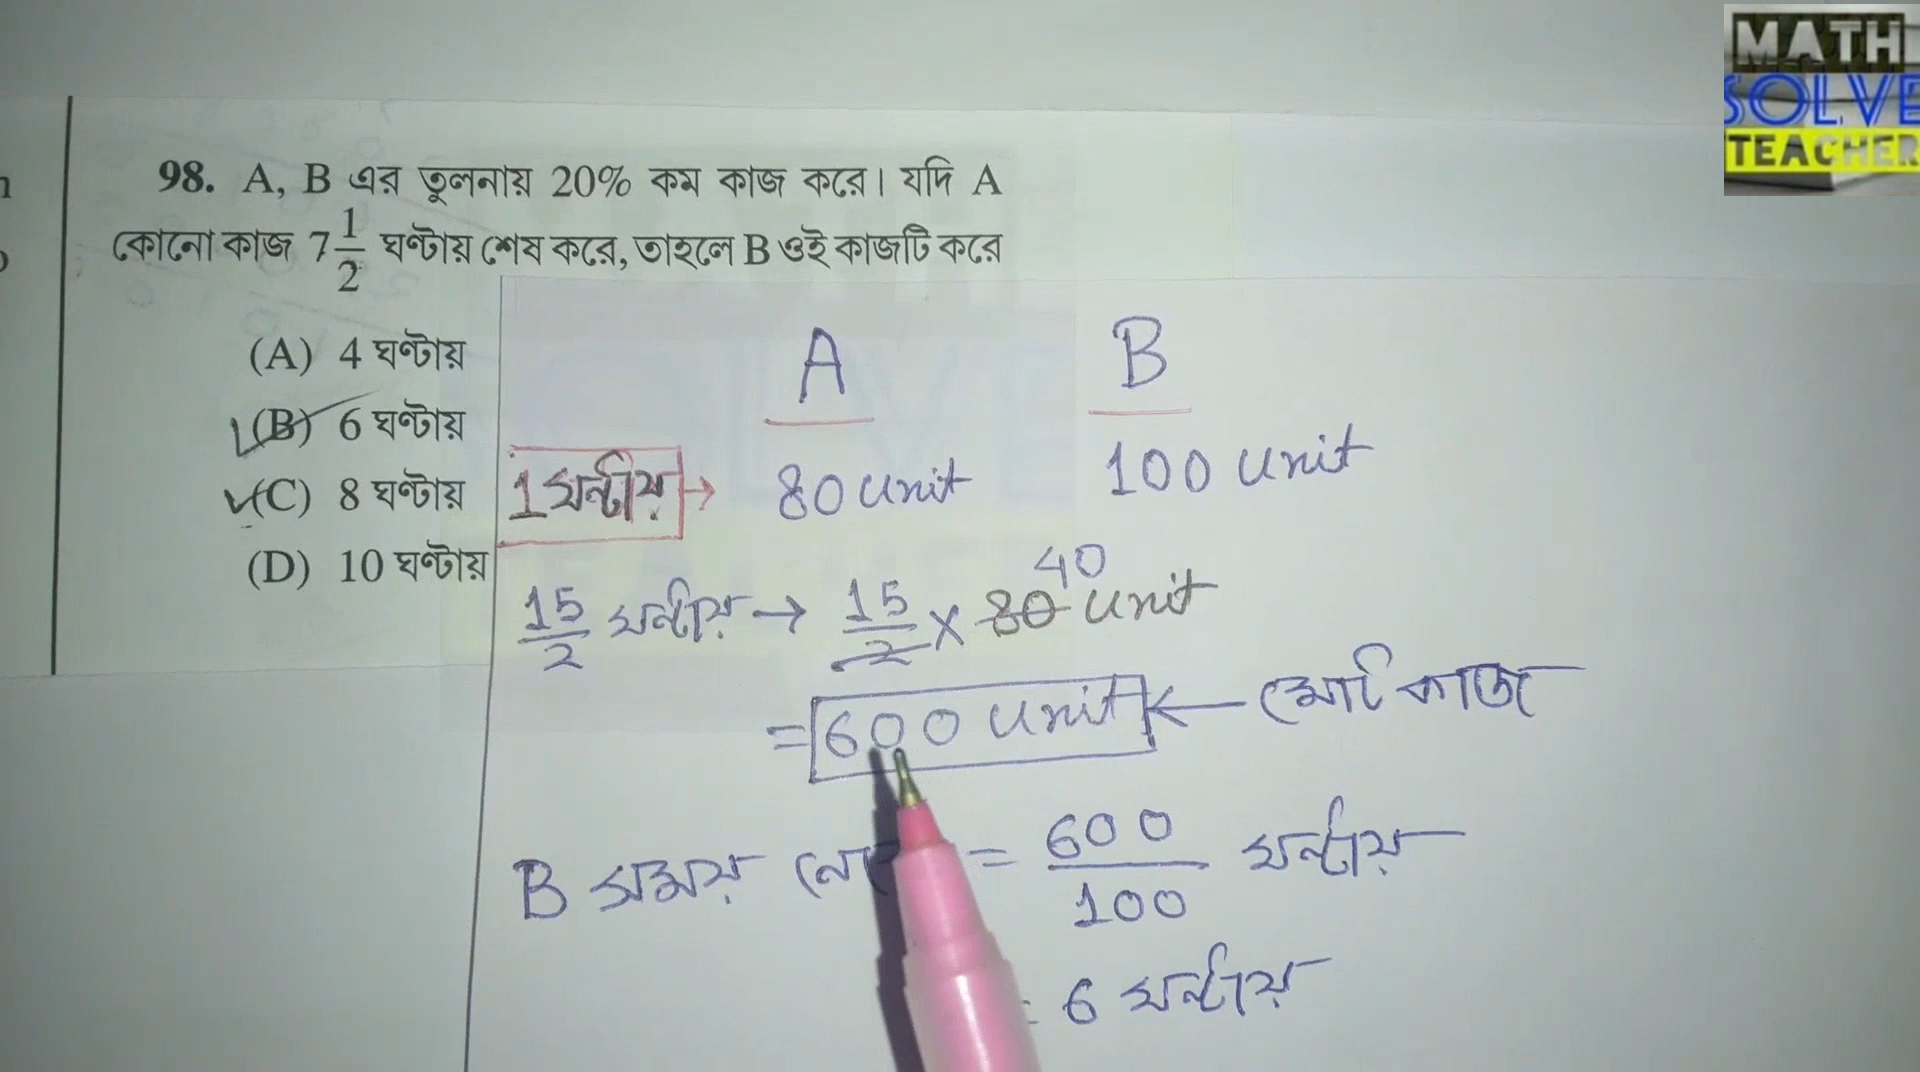 MATH
SOLVE
TEACHER
98. A, B এর তুলনায় 20% কম কাজ করে। যদি A
কোনো কাজ 7 1/2 ঘণ্টায় শেষ করে, তাহলে B ওই কাজটি করে
(A) 4 ঘণ্টায়
(B) 6 ঘণ্টায়
(C) 8 ঘণ্টায়
(D) 10 ঘণ্টায়
A B
1 ঘন্টায় → 80 unit 100 unit
15/2 ঘন্টায় → 15/2 × 80 unit
40
= 600 unit ← মোট কাজ
B সময় = 600/100 ঘন্টায়
= 6 ঘন্টায়